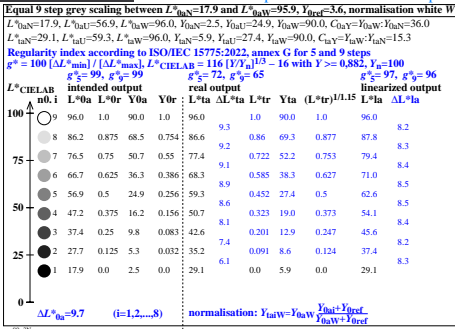 Equal 9 step grey scaling between L*0aN=17.9 and L*0aW=95.9, Y0ref=3.6, normalisation white W
L*0aN=17.9, L*0aU=56.9, L*0aW=96.0, Y0aN=2.5, Y0aU=24.9, Y0aW=90.0, C0aY=Y0aW:Y0aN=36.0
L*taN=29.1, L*taU=59.3, L*taW=96.0, YtaN=5.9, YtaU=27.4, YtaW=90.0, CtaY=YtaW:YtaN=15.3
Regularity index according to ISO/IEC 15775:2022, annex G for 5 and 9 steps
g* = 100 [ΔL*min] / [ΔL*max], L*CIELAB = 116 [Y/Yn]1/3 − 16 with Y >= 0,882, Yn=100
g*5= 99, g*9= 99 g*5= 72, g*9= 65 g*5= 97, g*9= 96
L*CIELAB intended output real output linearized output
n0. i L*0a L*0r Y0a Y0r L*ta ΔL*ta L*tr Yta (L*tr)1/1.15 L*la ΔL*la
100
9 96.0 1.0 90.0 1.0 96.0 1.0 90.0 1.0 96.0
9.3 8.2
8 86.2 0.875 68.5 0.754 86.6 0.86 69.3 0.877 87.8
9.2 8.3
75
7 76.5 0.75 50.7 0.55 77.4 0.722 52.2 0.753 79.4
9.1 8.3
6 66.7 0.625 36.3 0.386 68.3 0.585 38.3 0.627 71.0
8.9 8.5
5 56.9 0.5 24.9 0.256 59.3 0.452 27.4 0.5 62.6
8.6 8.5
50
4 47.2 0.375 16.2 0.156 50.7 0.323 19.0 0.373 54.1
8.1 8.4
3 37.4 0.25 9.8 0.083 42.6 0.201 12.9 0.247 45.6
7.4 8.2
25
2 27.7 0.125 5.3 0.032 35.2 0.091 8.6 0.124 37.4
6.1 8.3
1 17.9 0.0 2.5 0.0 29.1 0.0 5.9 0.0 29.1
0
ΔL*0a=9.7 (i=1,2,...,8) normalisation: YtaiW=Y0aW (Y0ai+Y0ref)/(Y0aW+Y0ref)